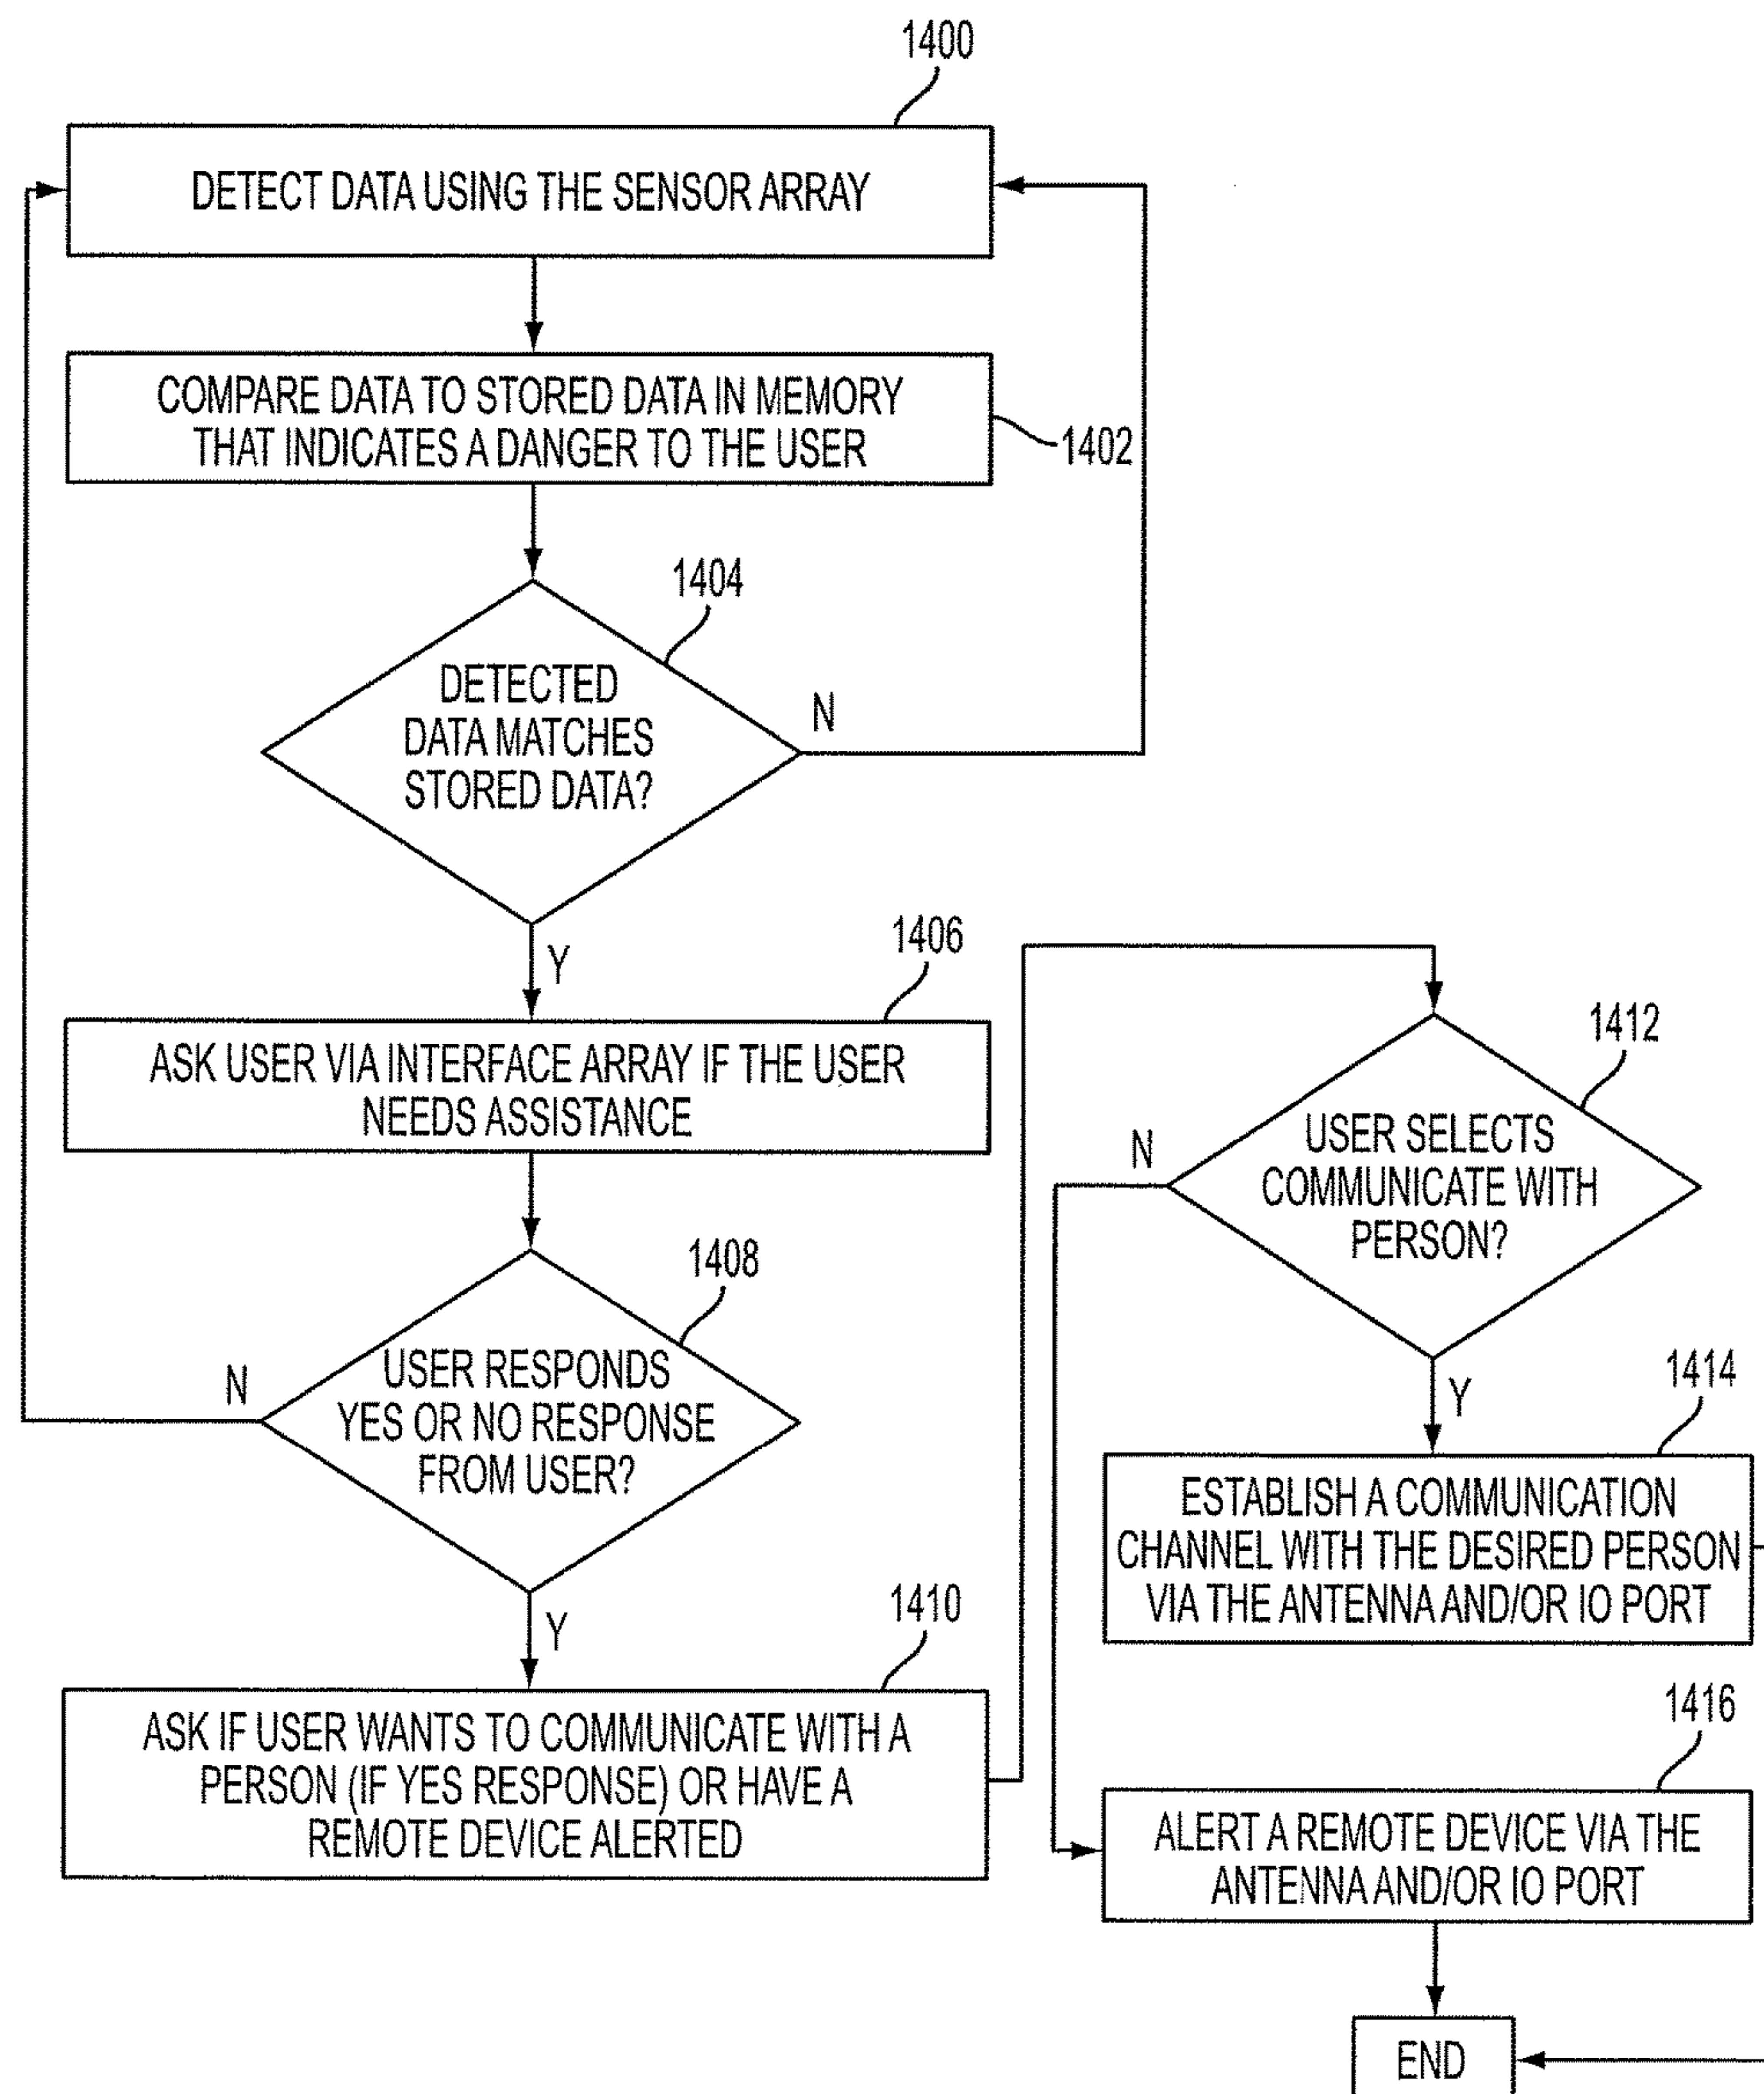 1400
DETECT DATA USING THE SENSOR ARRAY
COMPARE DATA TO STORED DATA IN MEMORY
THAT INDICATES A DANGER TO THE USER
1402
1404
DETECTED
DATA MATCHES
STORED DATA?
N
Y
1406
ASK USER VIA INTERFACE ARRAY IF THE USER
NEEDS ASSISTANCE
1408
USER RESPONDS
YES OR NO RESPONSE
FROM USER?
N
Y
1410
ASK IF USER WANTS TO COMMUNICATE WITH A
PERSON (IF YES RESPONSE) OR HAVE A
REMOTE DEVICE ALERTED
1412
USER SELECTS
COMMUNICATE WITH
PERSON?
N
Y
1414
ESTABLISH A COMMUNICATION
CHANNEL WITH THE DESIRED PERSON
VIA THE ANTENNA AND/OR IO PORT
1416
ALERT A REMOTE DEVICE VIA THE
ANTENNA AND/OR IO PORT
END